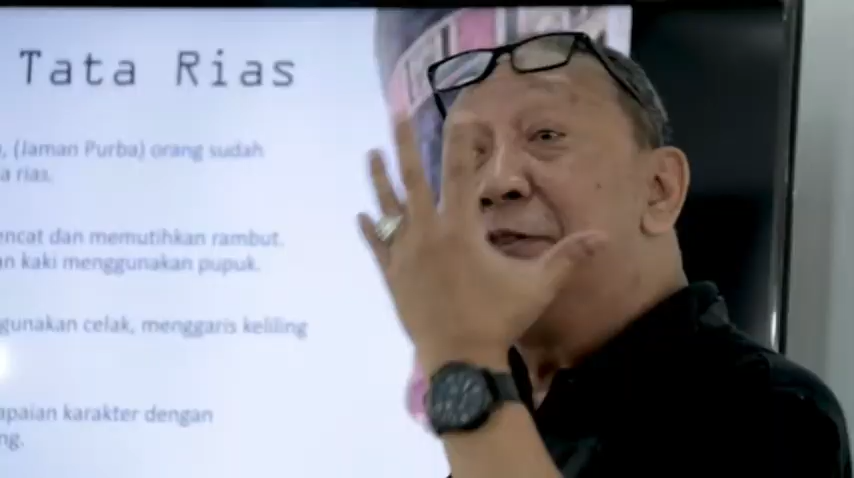 Tata Rias
, (Jaman Purba) orang sudah
a rias.
encat dan memutihkan rambut.
an kaki menggunakan pupuk.
gunakan celak, menggaris keliling
apaian karakter dengan
ng.